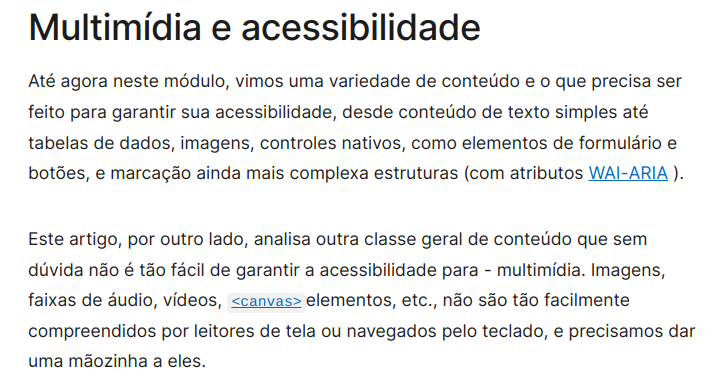 Multimídia e acessibilidade
Até agora neste módulo, vimos uma variedade de conteúdo e o que precisa ser
feito para garantir sua acessibilidade, desde conteúdo de texto simples até
tabelas de dados, imagens, controles nativos, como elementos de formulário e
botões, e marcação ainda mais complexa estruturas (com atributos WAI-ARIA ).
Este artigo, por outro lado, analisa outra classe geral de conteúdo que sem
dúvida não é tão fácil de garantir a acessibilidade para - multimídia. Imagens,
faixas de áudio, vídeos, <canvas> elementos, etc., não são tão facilmente
compreendidos por leitores de tela ou navegados pelo teclado, e precisamos dar
uma mãozinha a eles.